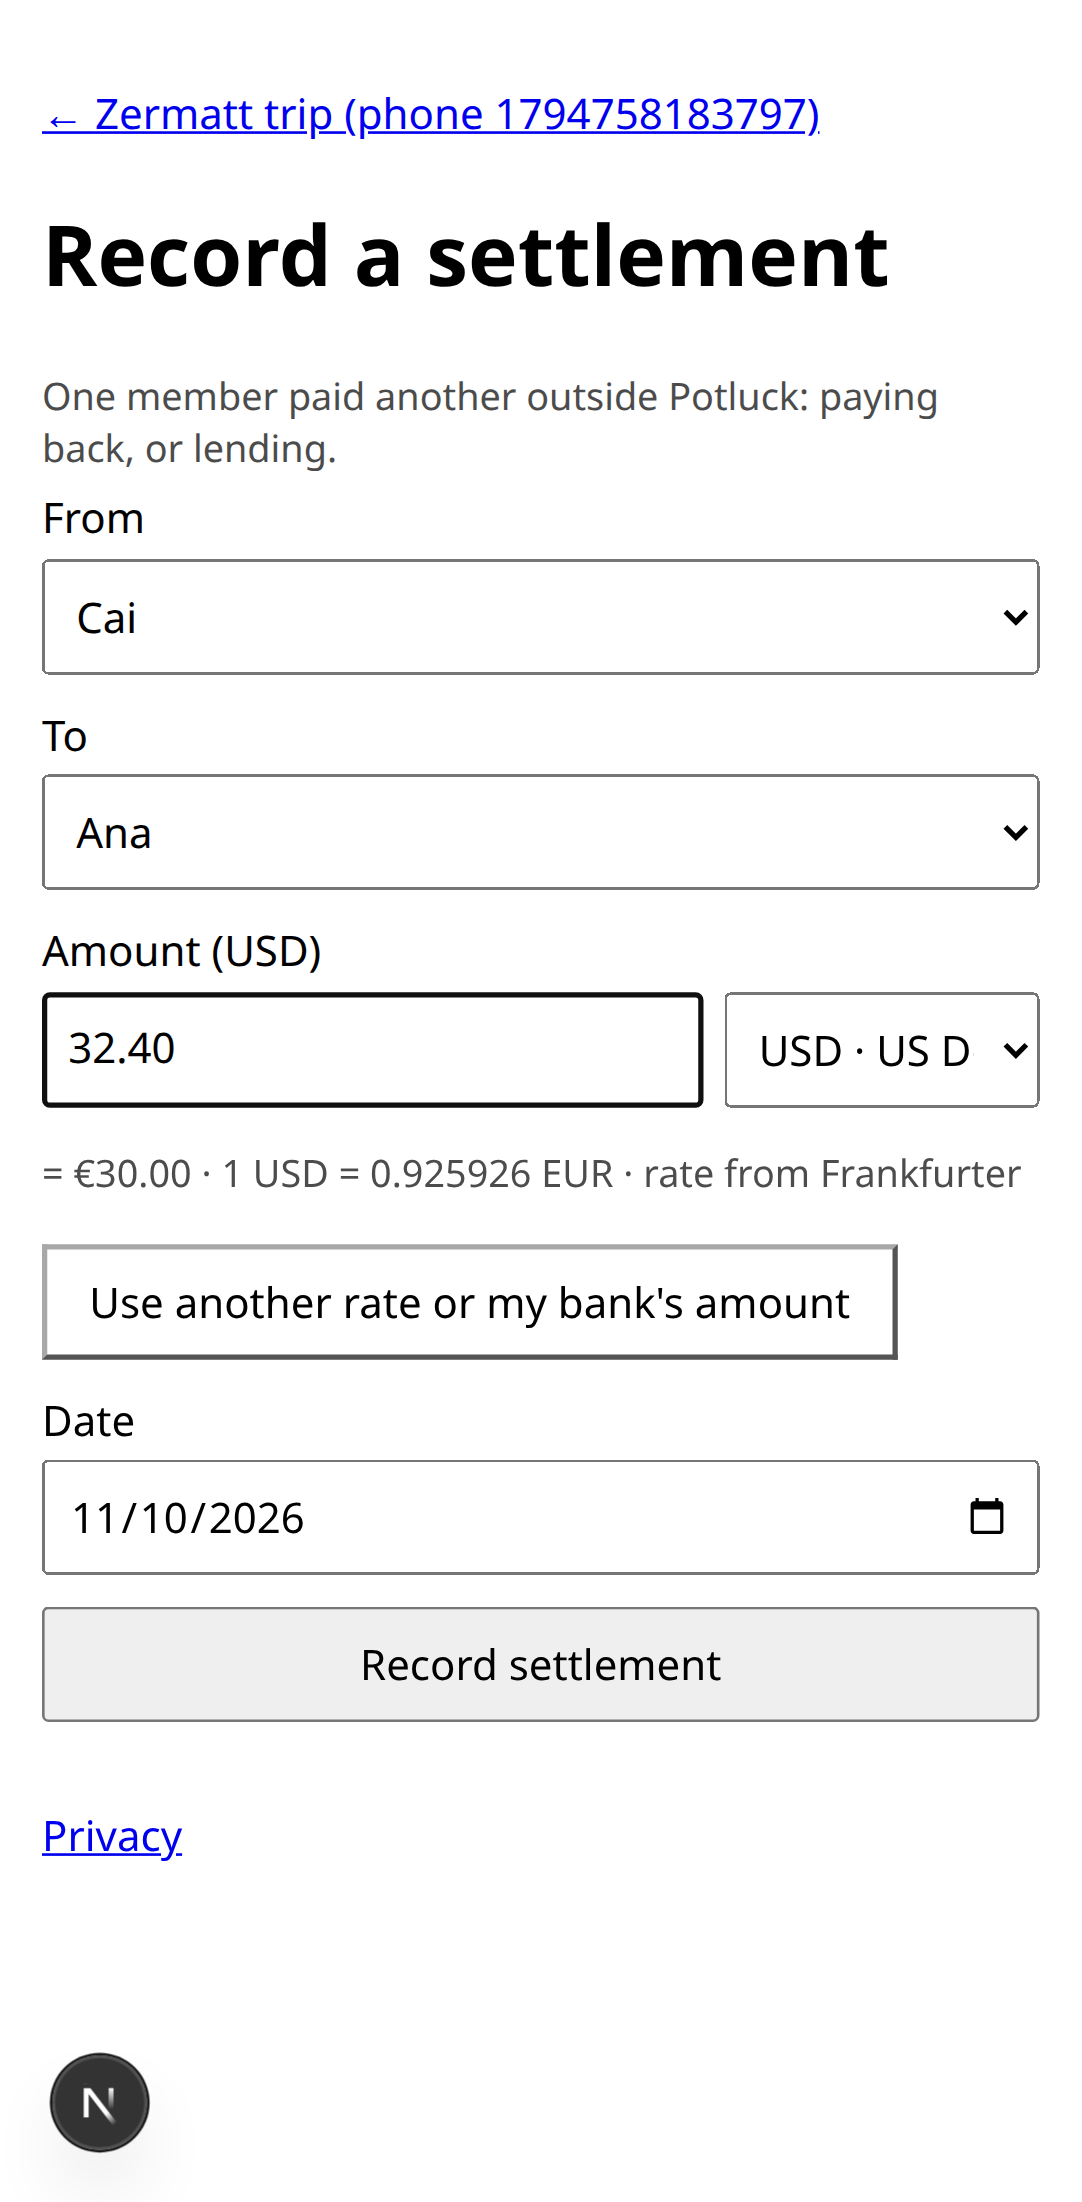 ← Zermatt trip (phone 1794758183797)
Record a settlement
One member paid another outside Potluck: paying
back, or lending.
From
Cai
To
Ana
Amount (USD)
32.40
USD · US D
= €30.00 · 1 USD = 0.925926 EUR · rate from Frankfurter
Use another rate or my bank's amount
Date
11/10/2026
Record settlement
Privacy
N